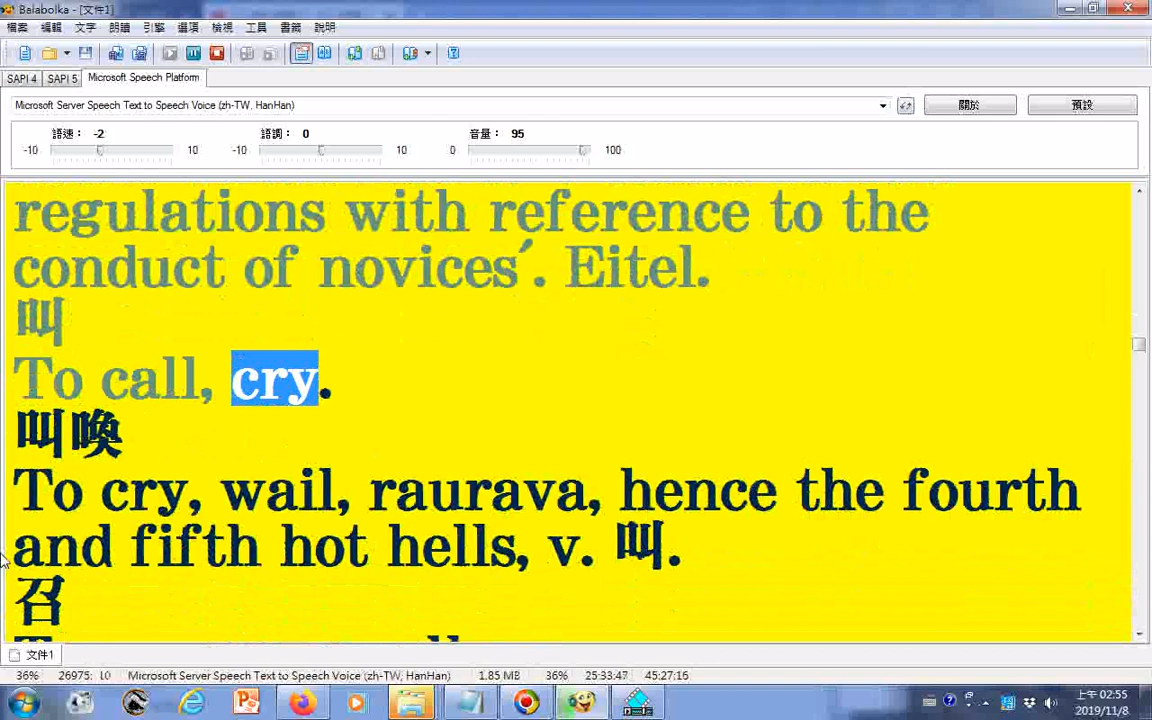 Balabolka - [文件1]
檔案 編輯 文字 朗讀 引擎 選項 檢視 工具 書籤 說明
SAPI 4 SAPI 5 Microsoft Speech Platform
Microsoft Server Speech Text to Speech Voice (zh-TW, HanHan) 關於 預設
語速： -2 語調： 0 音量： 95
-10 10 -10 10 0 100
regulations with reference to the
conduct of novices´. Eitel.
叫
To call, cry.
叫喚
To cry, wail, raurava, hence the fourth
and fifth hot hells, v. 叫.
召
文件1
36% 26975: 10 Microsoft Server Speech Text to Speech Voice (zh-TW, HanHan) 1.85 MB 36% 25:33:47 45:27:16
上午 02:55
2019/11/8